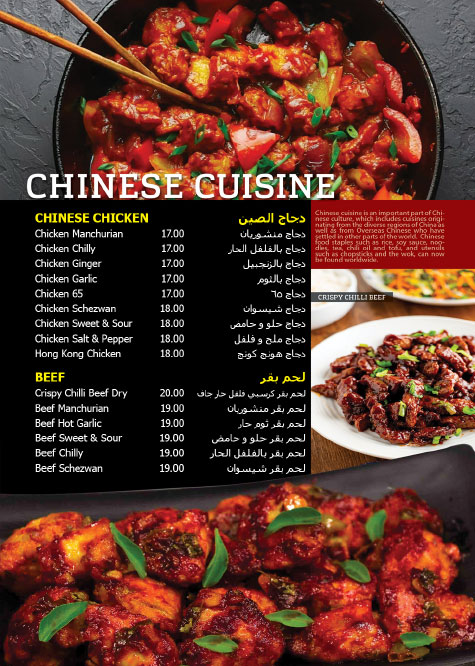 CHINESE CUISINE
CHINESE CHICKEN دجاج الصين
Chicken Manchurian 17.00 دجاج منشوريان
Chicken Chilly 17.00 دجاج بالفلفل الحار
Chicken Ginger 17.00 دجاج بالزنجبيل
Chicken Garlic 17.00 دجاج بالثوم
Chicken 65 17.00 دجاج ٦٥
Chicken Schezwan 18.00 دجاج شيسوان
Chicken Sweet & Sour 18.00 دجاج حلو و حامض
Chicken Salt & Pepper 18.00 دجاج ملح و فلفل
Hong Kong Chicken 18.00 دجاج هونج كونج
BEEF لحم بقر
Crispy Chilli Beef Dry 20.00 لحم بقر كرسبي فلفل حار جاف
Beef Manchurian 19.00 لحم بقر منشوريان
Beef Hot Garlic 19.00 لحم بقر ثوم حار
Beef Sweet & Sour 19.00 لحم بقر حلو و حامض
Beef Chilly 19.00 لحم بقر بالفلفل الحار
Beef Schezwan 19.00 لحم بقر شيسوان
Chinese cuisine is an important part of Chi-
nese culture, which includes cuisines origi-
nating from the diverse regions of China as
well as from Overseas Chinese who have
settled in other parts of the world. Chinese
food staples such as rice, soy sauce, noo-
dles, tea, chili oil and tofu, and utensils
such as chopsticks and the wok, can now
be found worldwide.
CRISPY CHILLI BEEF